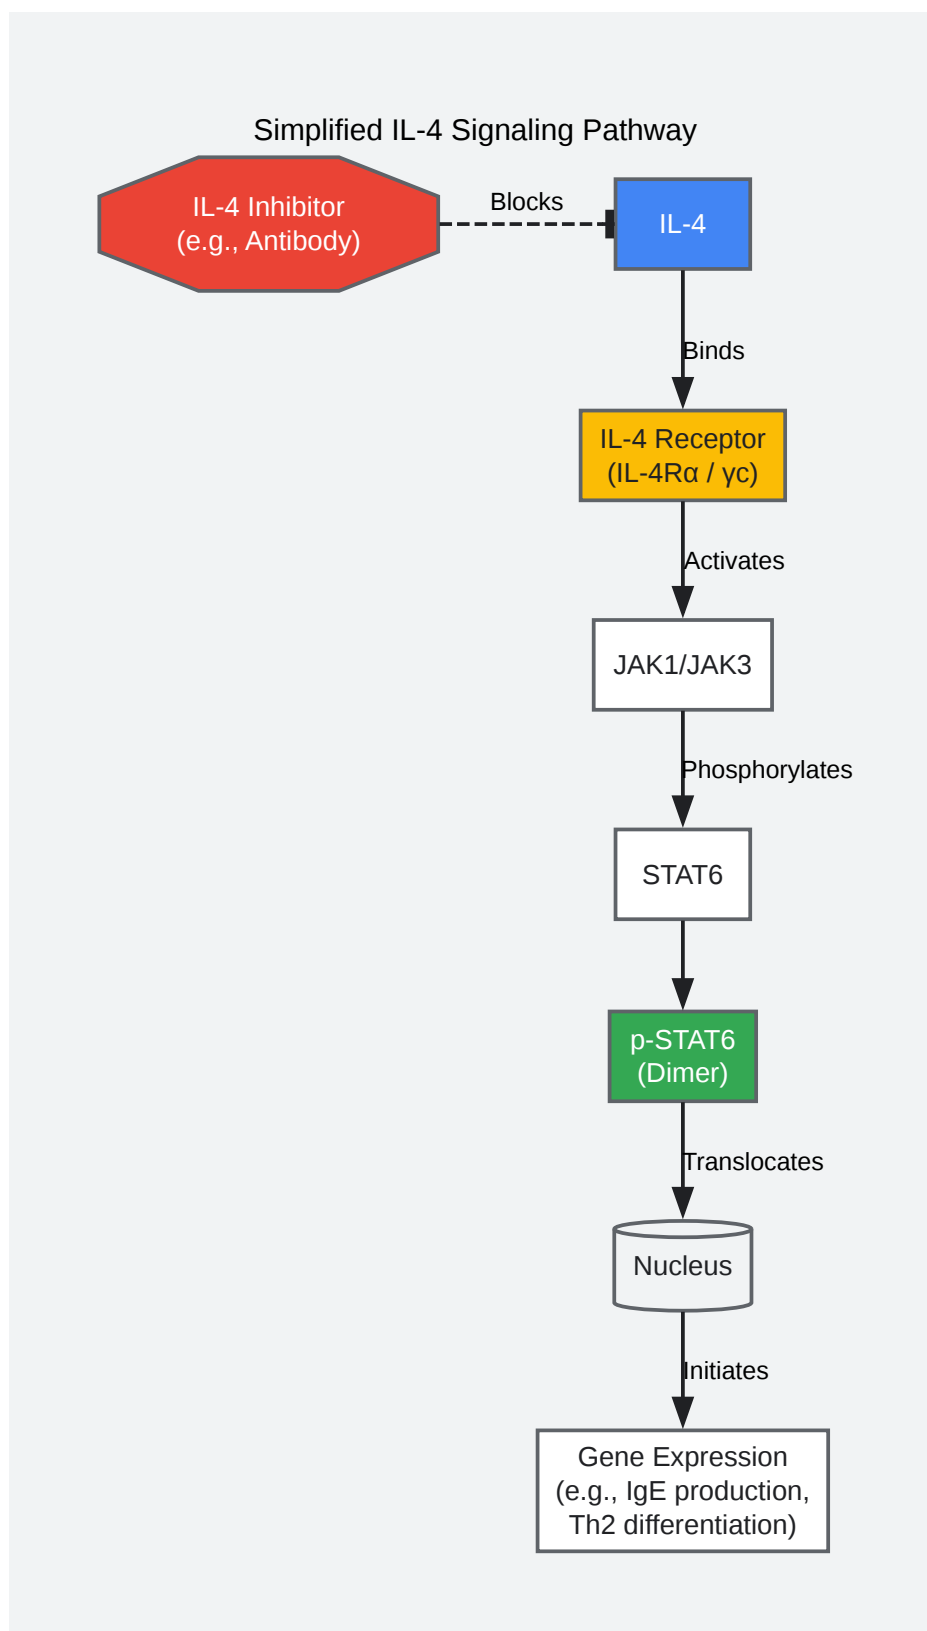 Simplified IL-4 Signaling Pathway
IL-4 Inhibitor
(e.g., Antibody)
Blocks
IL-4
Binds
IL-4 Receptor
(IL-4Rα / γc)
Activates
JAK1/JAK3
Phosphorylates
STAT6
p-STAT6
(Dimer)
Translocates
Nucleus
Initiates
Gene Expression
(e.g., IgE production,
Th2 differentiation)